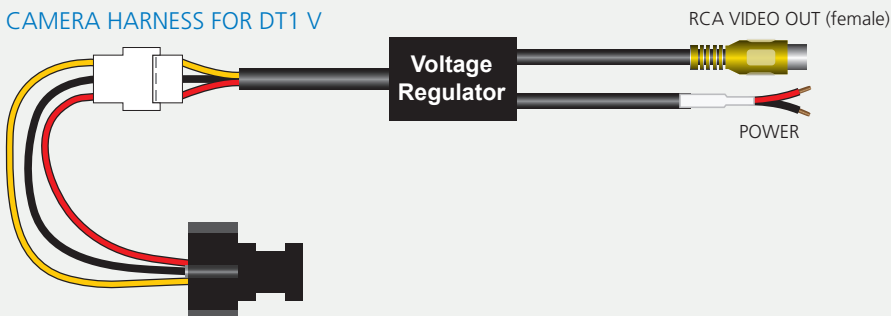 CAMERA HARNESS FOR DT1 V
RCA VIDEO OUT (female)
Voltage
Regulator
POWER